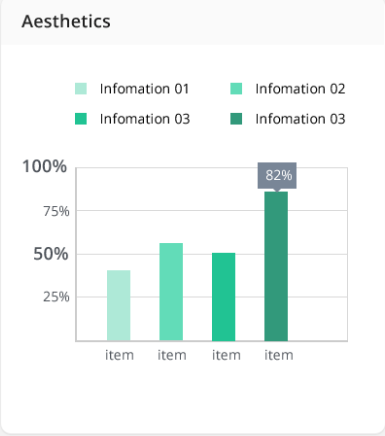 Aesthetics
Infomation 01 Infomation 02
Infomation 03 Infomation 03
100%
82%
75%
50%
25%
item item item item